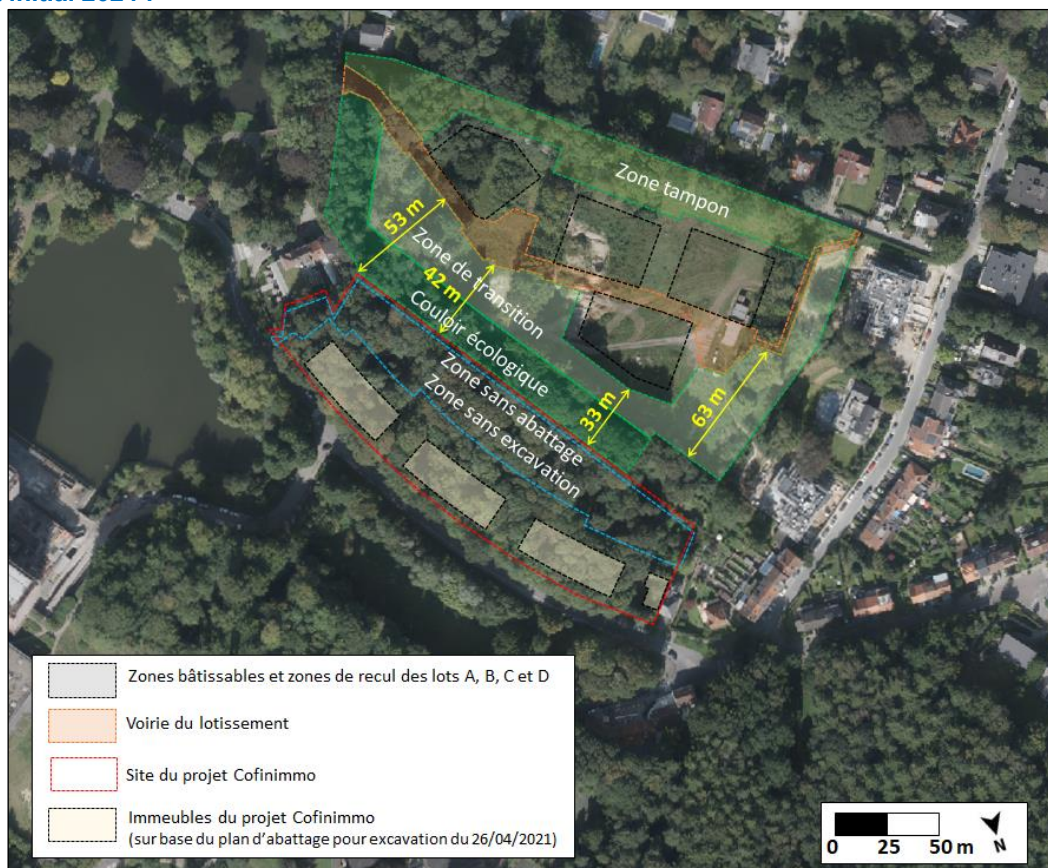 Zone tampon
53 m
Zone de transition
42 m
Couloir écologique
Zone sans abattage
Zone sans excavation
33 m
63 m
Zones bâtissables et zones de recul des lots A, B, C et D
Voirie du lotissement
Site du projet Cofinimmo
Immeubles du projet Cofinimmo
(sur base du plan d'abattage pour excavation du 26/04/2021)
0 25 50 m
N